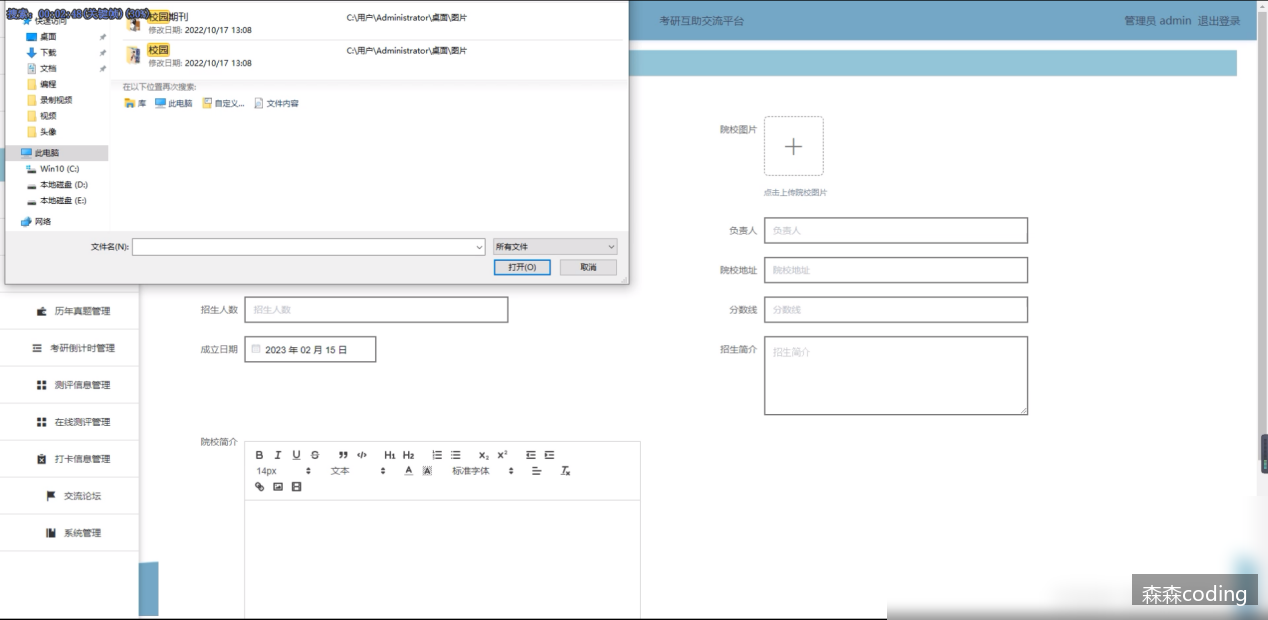 快速访问
桌面
下载
文档
编程
录制视频
视频
头像
此电脑
Win10 (C:)
本地磁盘 (D:)
本地磁盘 (E:)
网络
校园期刊
修改日期: 2022/10/17 13:08
C:\用户\Administrator\桌面\图片
校园
修改日期: 2022/10/17 13:08
C:\用户\Administrator\桌面\图片
在以下位置再次搜索:
库 此电脑 自定义... 文件内容
文件名(N):
所有文件
打开(O) 取消
考研互助交流平台
管理员 admin 退出登录
历年真题管理
考研倒计时管理
测评信息管理
在线测评管理
打卡信息管理
交流论坛
系统管理
院校图片
点击上传院校图片
负责人 负责人
院校地址 院校地址
招生人数 招生人数
分数线 分数线
成立日期 2023 年 02 月 15 日
招生简介 招生简介
院校简介
B I U S H1 H2 X₂ X²
14px 文本 A A 标准字体
森森coding